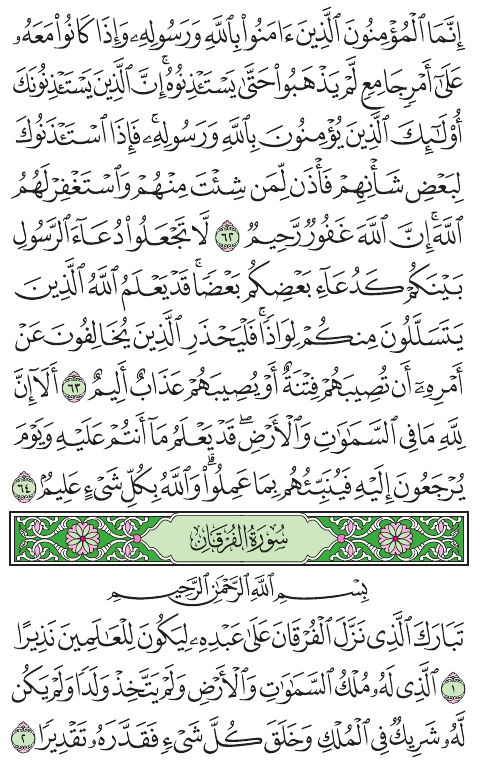 إِنَّمَا ٱلْمُؤْمِنُونَ ٱلَّذِينَ ءَامَنُوا۟ بِٱللَّهِ وَرَسُولِهِۦ وَإِذَا كَانُوا۟ مَعَهُۥ
عَلَىٰٓ أَمْرٍ جَامِعٍ لَّمْ يَذْهَبُوا۟ حَتَّىٰ يَسْتَـْٔذِنُوهُ ۚ إِنَّ ٱلَّذِينَ يَسْتَـْٔذِنُونَكَ
أُو۟لَـٰٓئِكَ ٱلَّذِينَ يُؤْمِنُونَ بِٱللَّهِ وَرَسُولِهِۦ ۚ فَإِذَا ٱسْتَـْٔذَنُوكَ
لِبَعْضِ شَأْنِهِمْ فَأْذَن لِّمَن شِئْتَ مِنْهُمْ وَٱسْتَغْفِرْ لَهُمُ
ٱللَّهَ ۚ إِنَّ ٱللَّهَ غَفُورٌ رَّحِيمٌ ٦٢ لَّا تَجْعَلُوا۟ دُعَآءَ ٱلرَّسُولِ
بَيْنَكُمْ كَدُعَآءِ بَعْضِكُم بَعْضًا ۚ قَدْ يَعْلَمُ ٱللَّهُ ٱلَّذِينَ
يَتَسَلَّلُونَ مِنكُمْ لِوَاذًا ۚ فَلْيَحْذَرِ ٱلَّذِينَ يُخَالِفُونَ عَنْ
أَمْرِهِۦٓ أَن تُصِيبَهُمْ فِتْنَةٌ أَوْ يُصِيبَهُمْ عَذَابٌ أَلِيمٌ ٦٣ أَلَآ إِنَّ
لِلَّهِ مَا فِى ٱلسَّمَـٰوَٰتِ وَٱلْأَرْضِ ۖ قَدْ يَعْلَمُ مَآ أَنتُمْ عَلَيْهِ وَيَوْمَ
يُرْجَعُونَ إِلَيْهِ فَيُنَبِّئُهُم بِمَا عَمِلُوا۟ ۗ وَٱللَّهُ بِكُلِّ شَىْءٍ عَلِيمٌۢ ٦٤
سُورَةُ الفُرْقَانِ
بِسْمِ ٱللَّهِ ٱلرَّحْمَـٰنِ ٱلرَّحِيمِ
تَبَارَكَ ٱلَّذِى نَزَّلَ ٱلْفُرْقَانَ عَلَىٰ عَبْدِهِۦ لِيَكُونَ لِلْعَـٰلَمِينَ نَذِيرًا
١ ٱلَّذِى لَهُۥ مُلْكُ ٱلسَّمَـٰوَٰتِ وَٱلْأَرْضِ وَلَمْ يَتَّخِذْ وَلَدًا وَلَمْ يَكُن
لَّهُۥ شَرِيكٌ فِى ٱلْمُلْكِ وَخَلَقَ كُلَّ شَىْءٍ فَقَدَّرَهُۥ تَقْدِيرًا ٢